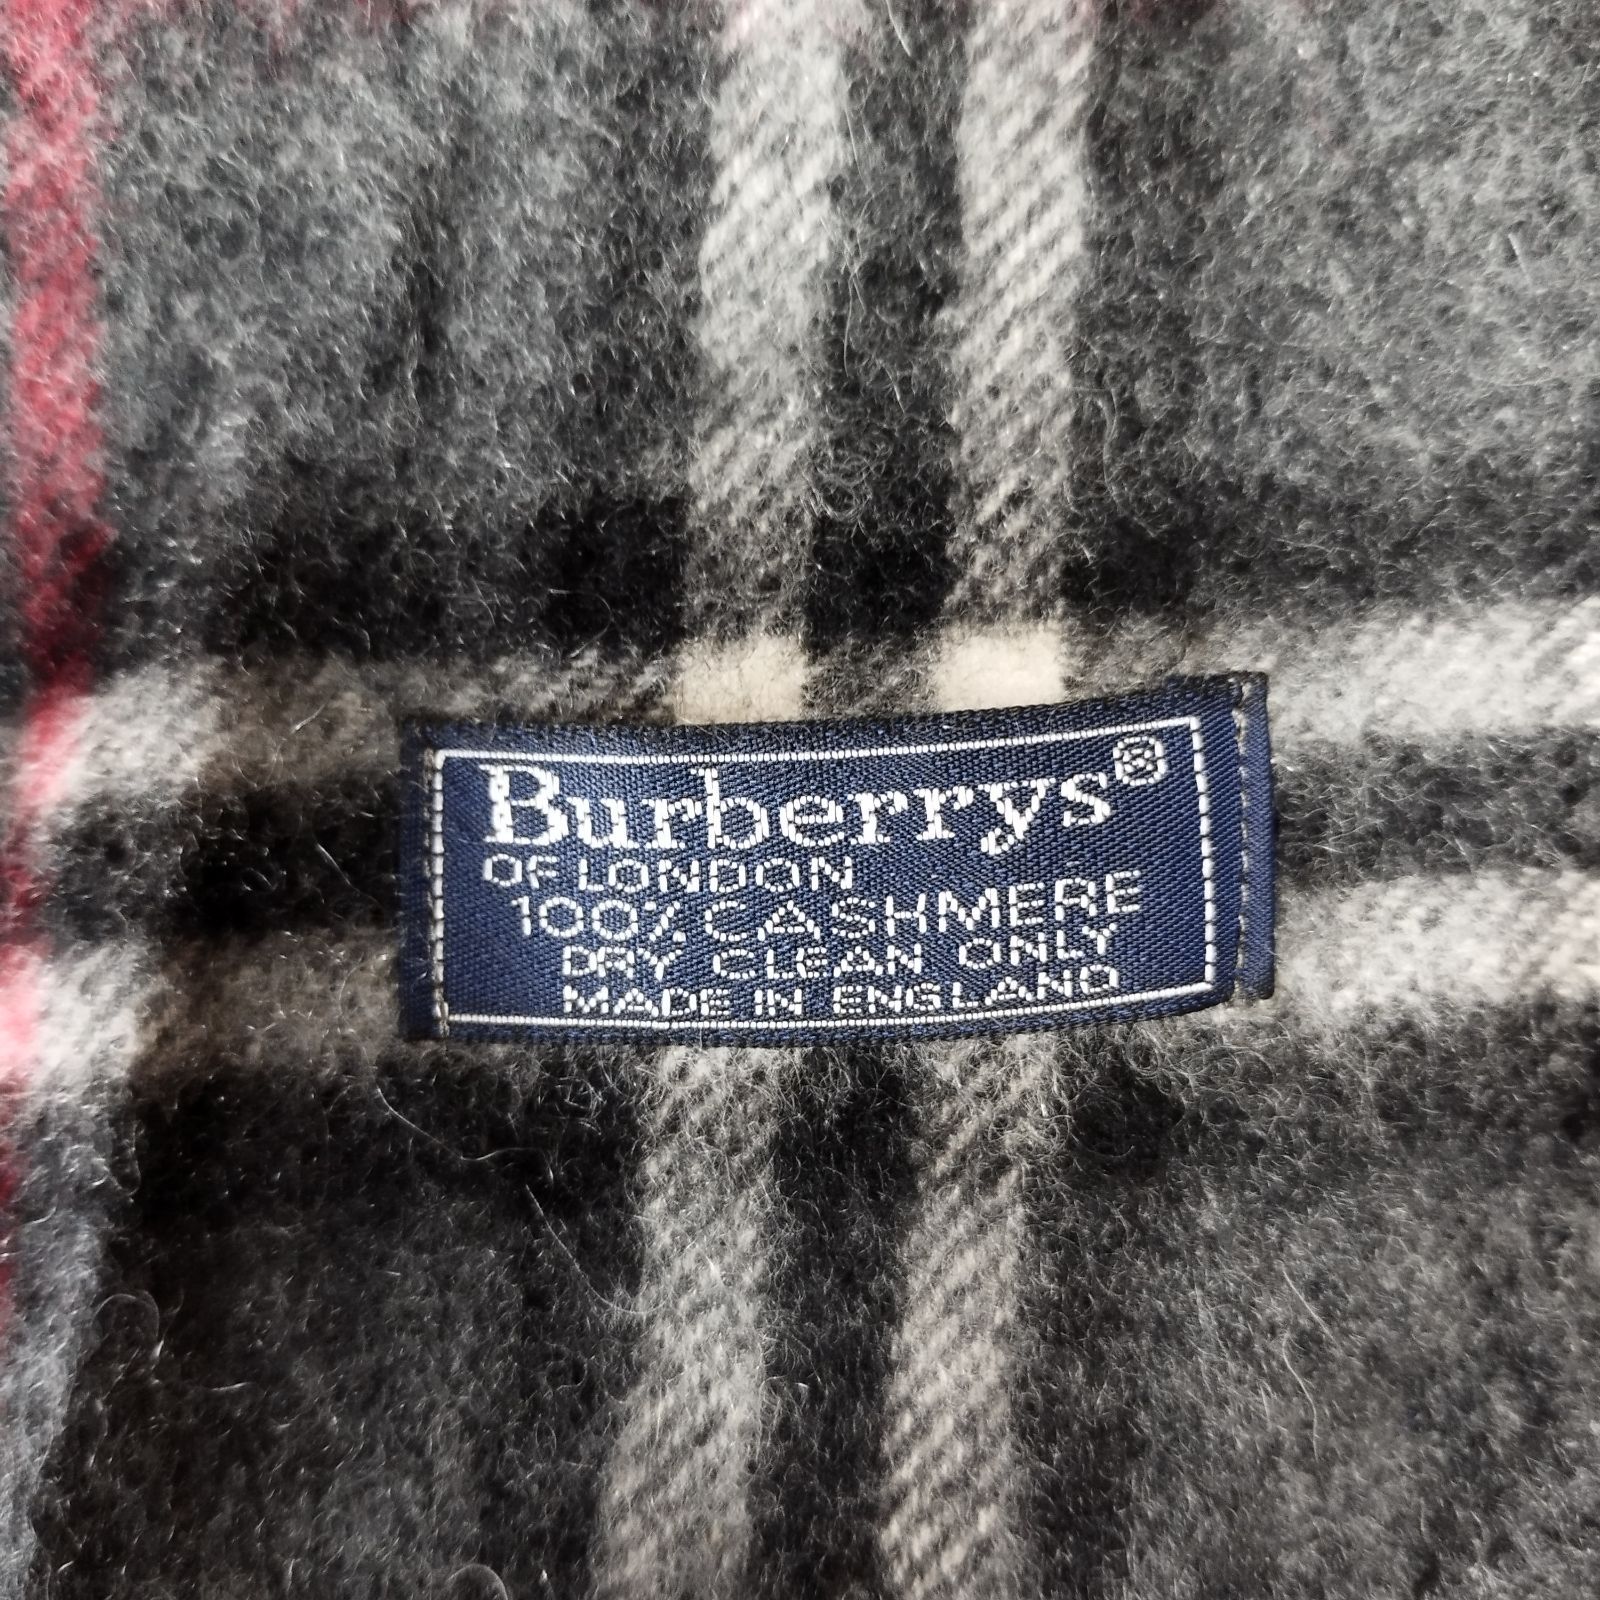 Burberrys®
OF LONDON
100% CASHMERE
DRY CLEAN ONLY
MADE IN ENGLAND